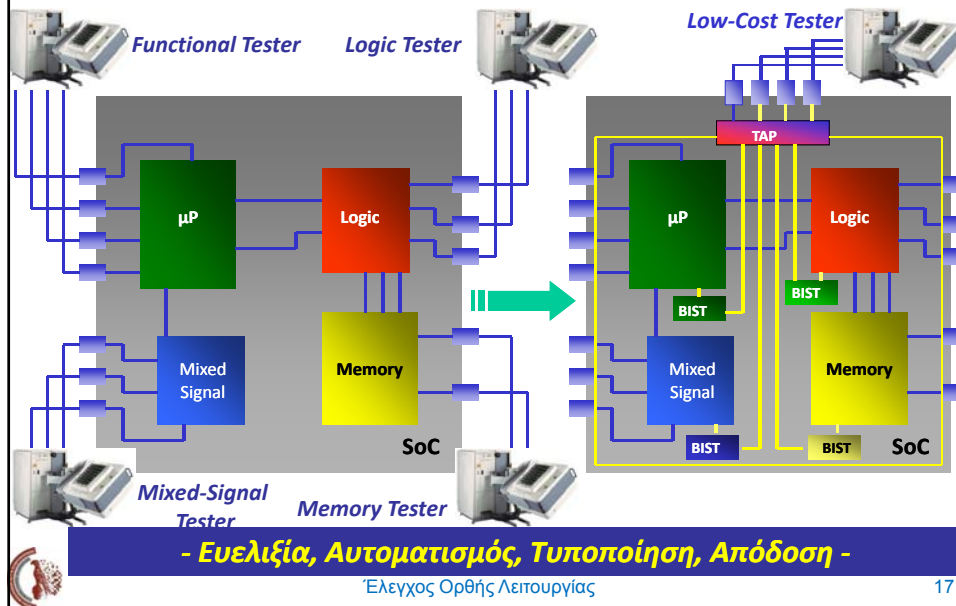 Functional Tester
Logic Tester
Low-Cost Tester
TAP
μP
Logic
μP
Logic
BIST
BIST
Mixed
Signal
Memory
Mixed
Signal
Memory
SoC
BIST
BIST
SoC
Mixed-Signal
Tester
Memory Tester
- Ευελιξία, Αυτοματισμός, Τυποποίηση, Απόδοση -
Έλεγχος Ορθής Λειτουργίας
17